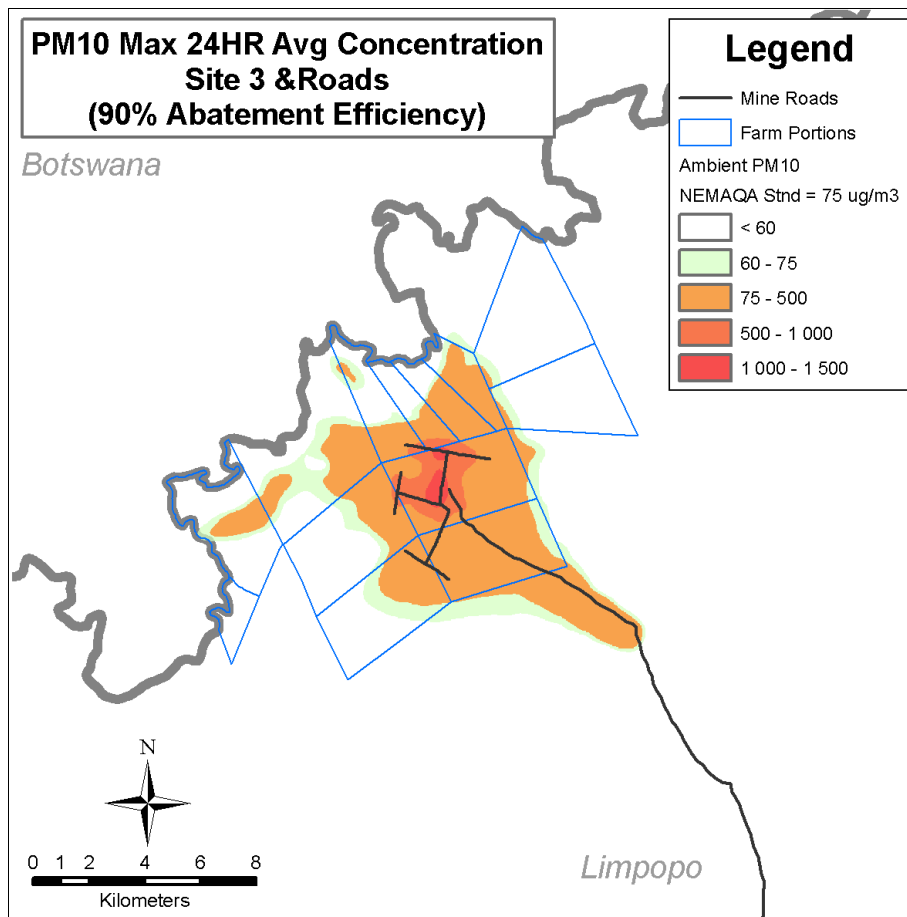 PM10 Max 24HR Avg Concentration
Site 3 &Roads
(90% Abatement Efficiency)
Botswana
Legend
Mine Roads
Farm Portions
Ambient PM10
NEMAQA Stnd = 75 ug/m3
< 60
60 - 75
75 - 500
500 - 1 000
1 000 - 1 500
N
0 1 2 4 6 8
Kilometers
Limpopo